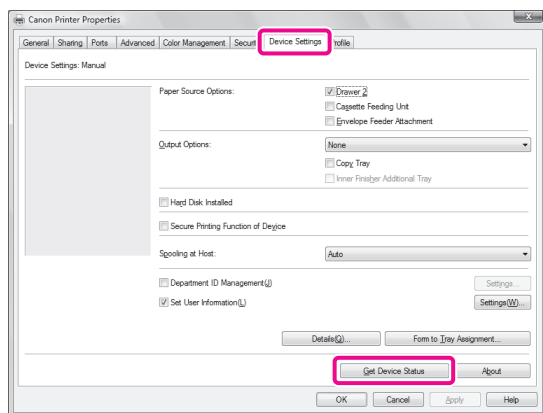 Canon Printer Properties
General Sharing Ports Advanced Color Management Securi Device Settings rofile
Device Settings: Manual
Paper Source Options:
Drawer 2
Cassette Feeding Unit
Envelope Feeder Attachment
Output Options:
None
Copy Tray
Inner Finisher Additional Tray
Hard Disk Installed
Secure Printing Function of Device
Spooling at Host:
Auto
Department ID Management(J)
Settings...
Set User Information(L)
Settings(W)...
Details(Q)... Form to Tray Assignment...
Get Device Status About
OK Cancel Apply Help